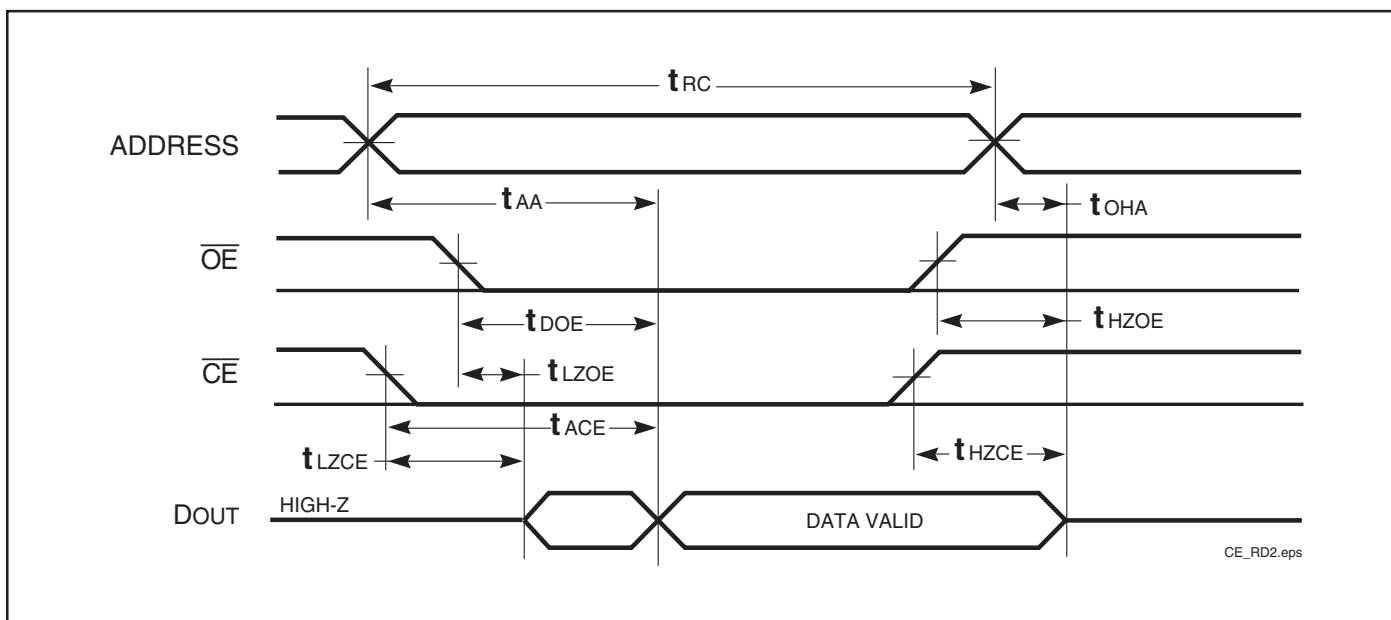 tRC
ADDRESS
tAA
tOHA
OE
tDOE
tHZOE
CE
tLZOE
tACE
tLZCE
tHZCE
DOUT
HIGH-Z
DATA VALID
CE_RD2.eps